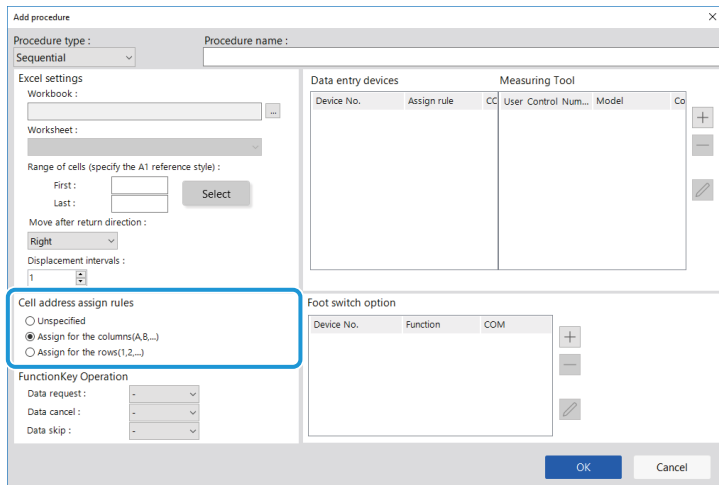 Add procedure
Procedure type :
Procedure name :
Sequential
Excel settings
Workbook :
...
Worksheet :
Range of cells (specify the A1 reference style) :
First :
Last :
Select
Move after return direction :
Right
Displacement intervals :
1
Cell address assign rules
Unspecified
Assign for the columns(A,B,...)
Assign for the rows(1,2,...)
FunctionKey Operation
Data request : -
Data cancel : -
Data skip : -
Data entry devices
Device No. Assign rule CC
Measuring Tool
User Control Num... Model Co
Foot switch option
Device No. Function COM
OK Cancel